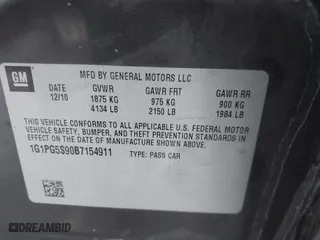 GM
MFD BY GENERAL MOTORS LLC
DATE GVWR GAWR FRT GAWR RR
12/10 1875 KG 975 KG 900 KG
4134 LB 2150 LB 1984 LB
THIS VEHICLE CONFORMS TO ALL APPLICABLE U.S. FEDERAL MOTOR
VEHICLE SAFETY, BUMPER, AND THEFT PREVENTION STANDARDS
IN EFFECT ON THE DATE OF MANUFACTURE SHOWN ABOVE.
1G1PG5S90B7154911 TYPE: PASS CAR
© DID.CAR